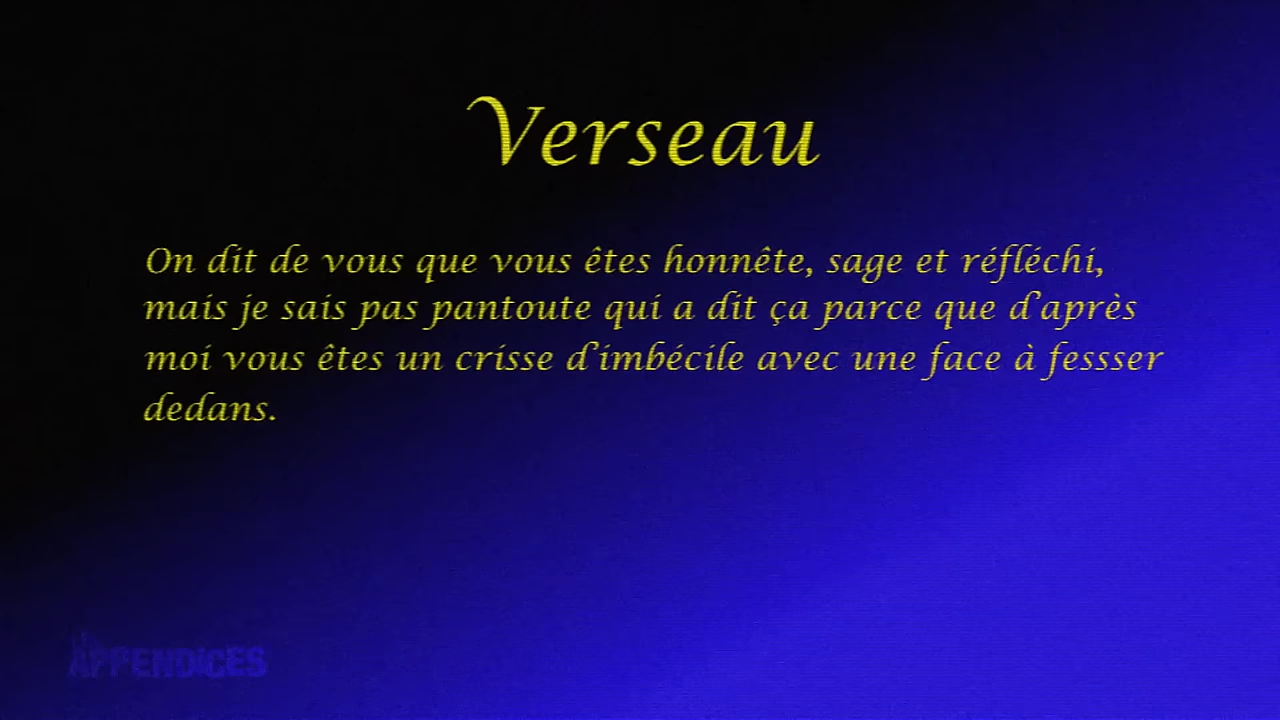 Verseau
On dit de vous que vous êtes honnête, sage et réfléchi,
mais je sais pas pantoute qui a dit ça parce que d'après
moi vous êtes un crisse d'imbécile avec une face à fessser
dedans.
APPENDICES